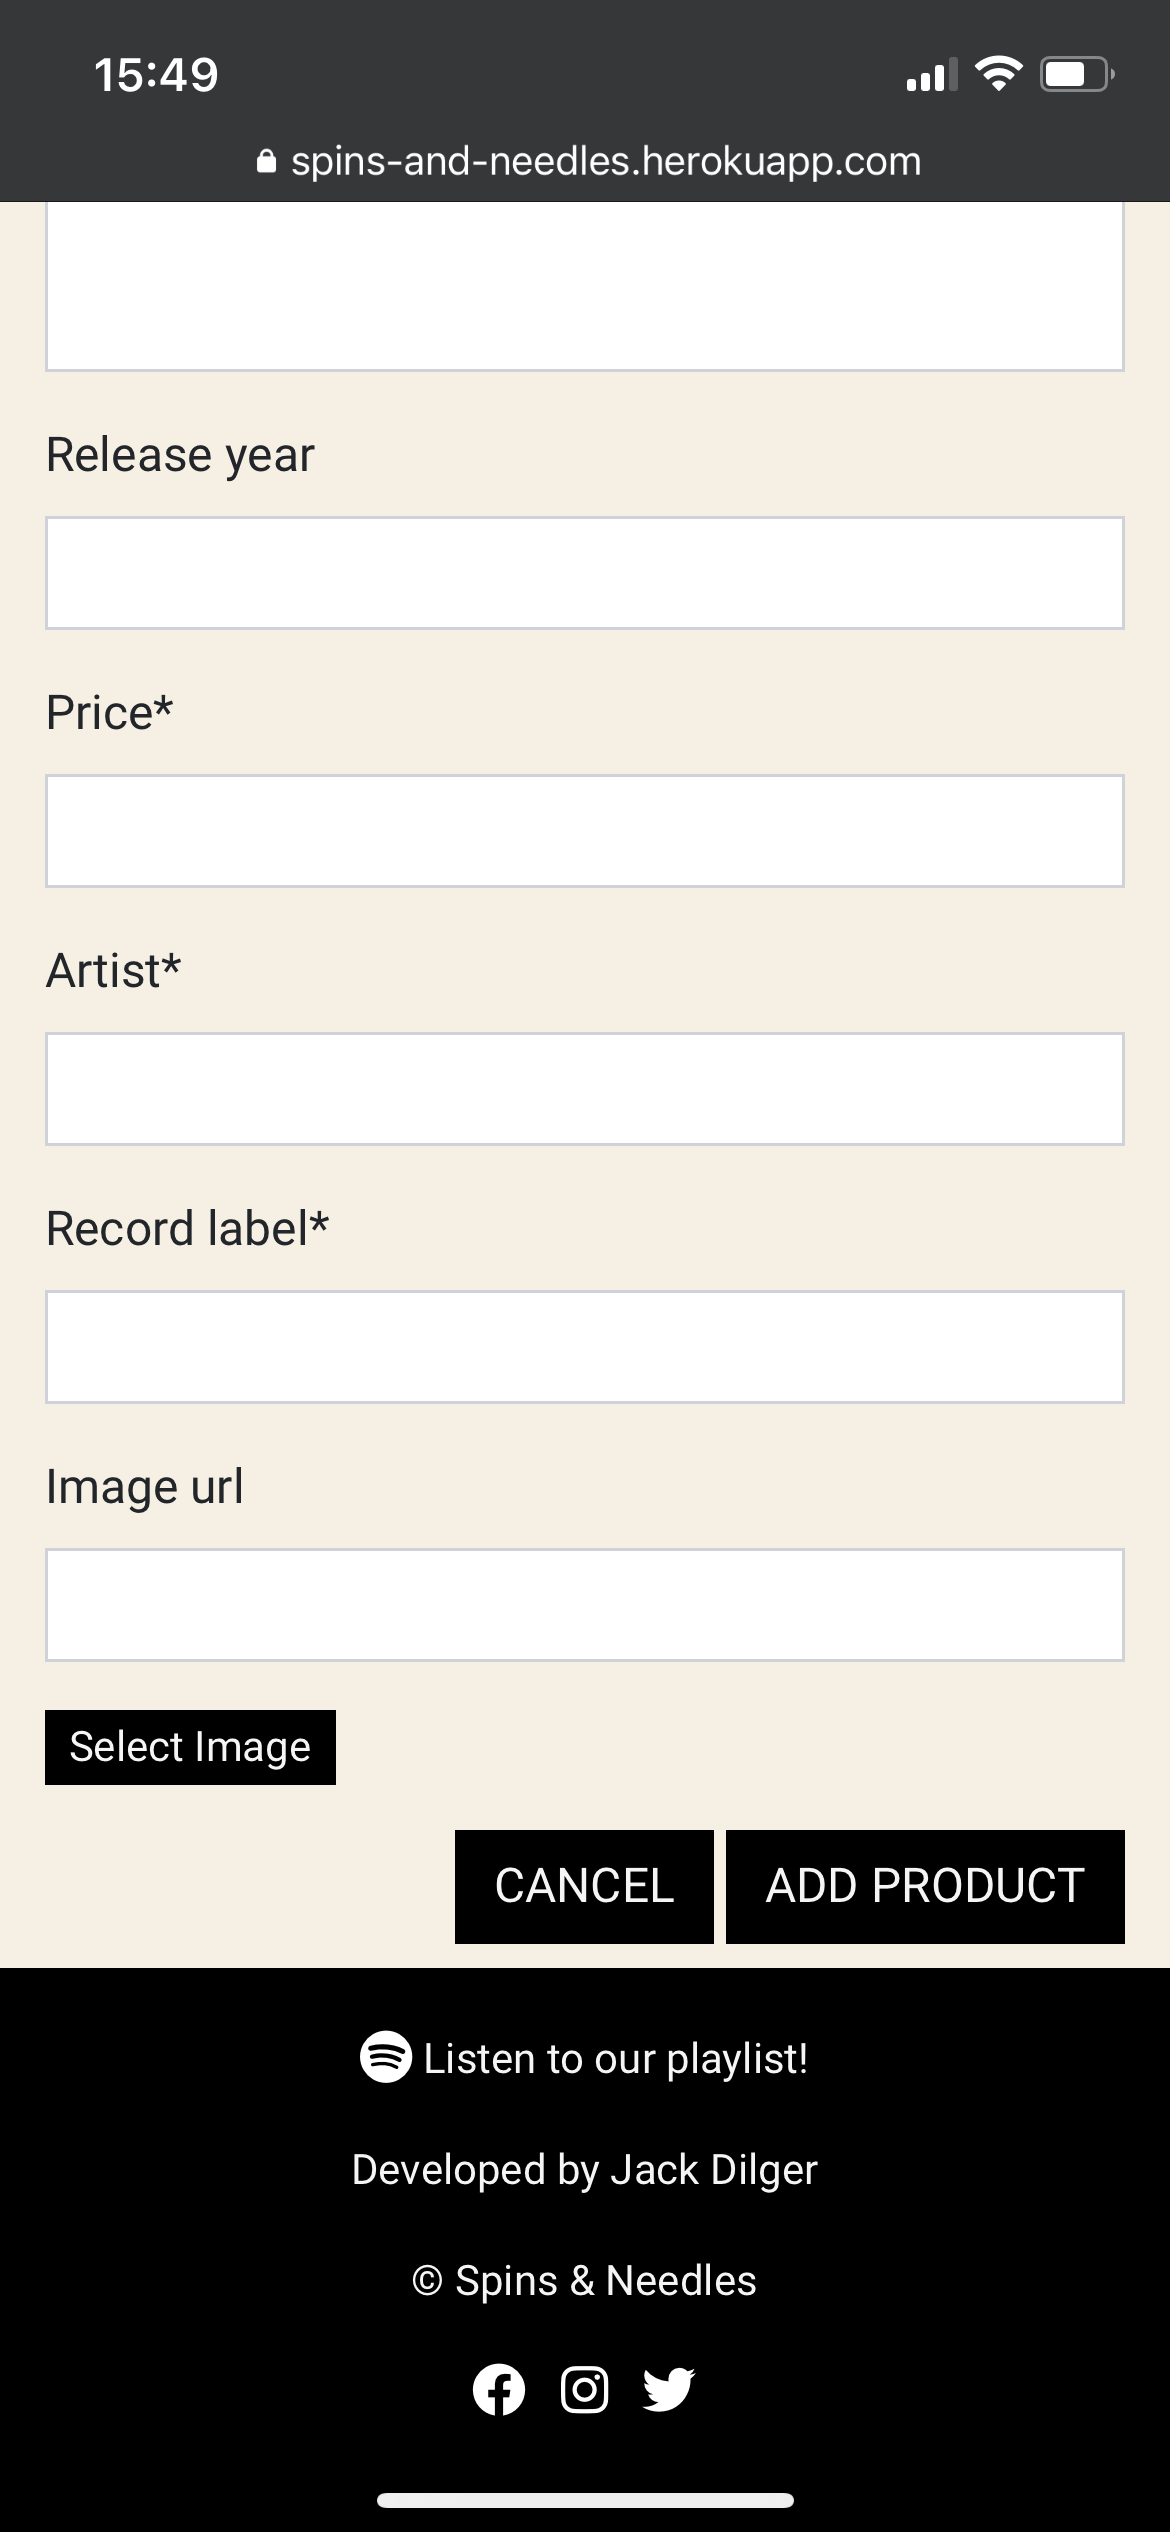 15:49
spins-and-needles.herokuapp.com
Release year
Price*
Artist*
Record label*
Image url
Select Image
CANCEL ADD PRODUCT
Listen to our playlist!
Developed by Jack Dilger
© Spins & Needles